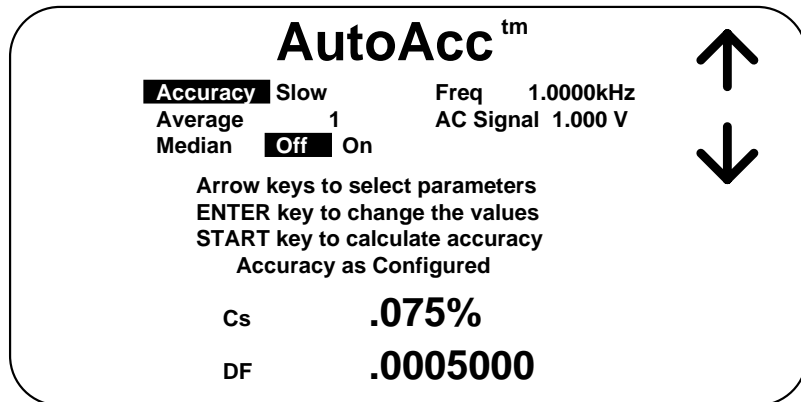 AutoAcc tm
Accuracy Slow Freq 1.0000kHz
Average 1 AC Signal 1.000 V
Median Off On
Arrow keys to select parameters
ENTER key to change the values
START key to calculate accuracy
Accuracy as Configured
Cs .075%
DF .0005000